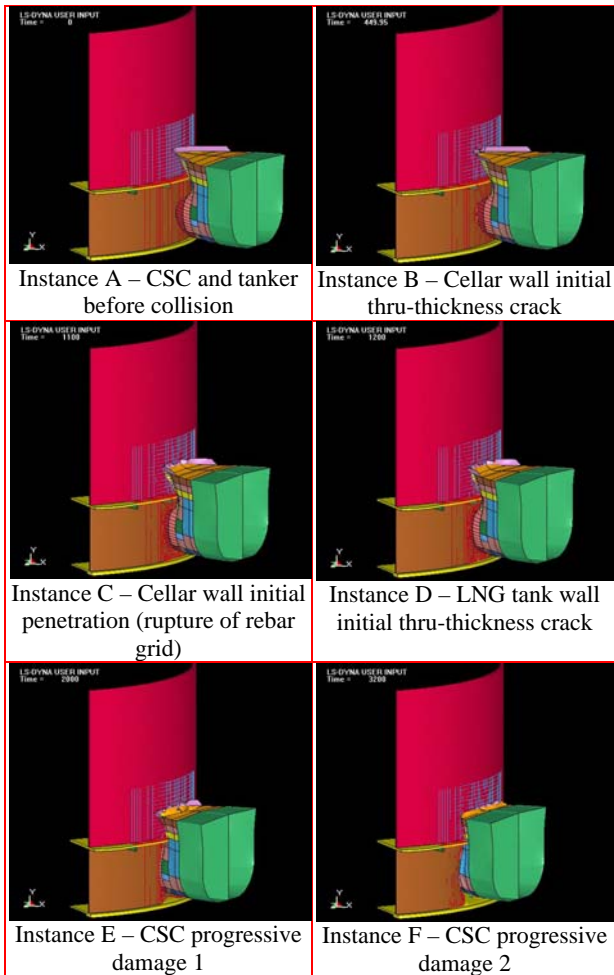 LS-DYNA USER INPUT
Time = 0
Y
X
Instance A – CSC and tanker
before collision
LS-DYNA USER INPUT
Time = 449.95
Y
X
Instance B – Cellar wall initial
thru-thickness crack
LS-DYNA USER INPUT
Time = 1100
Y
X
Instance C – Cellar wall initial
penetration (rupture of rebar
grid)
LS-DYNA USER INPUT
Time = 1200
Y
X
Instance D – LNG tank wall
initial thru-thickness crack
LS-DYNA USER INPUT
Time = 2000
Y
X
Instance E – CSC progressive
damage 1
LS-DYNA USER INPUT
Time = 3200
Y
X
Instance F – CSC progressive
damage 2